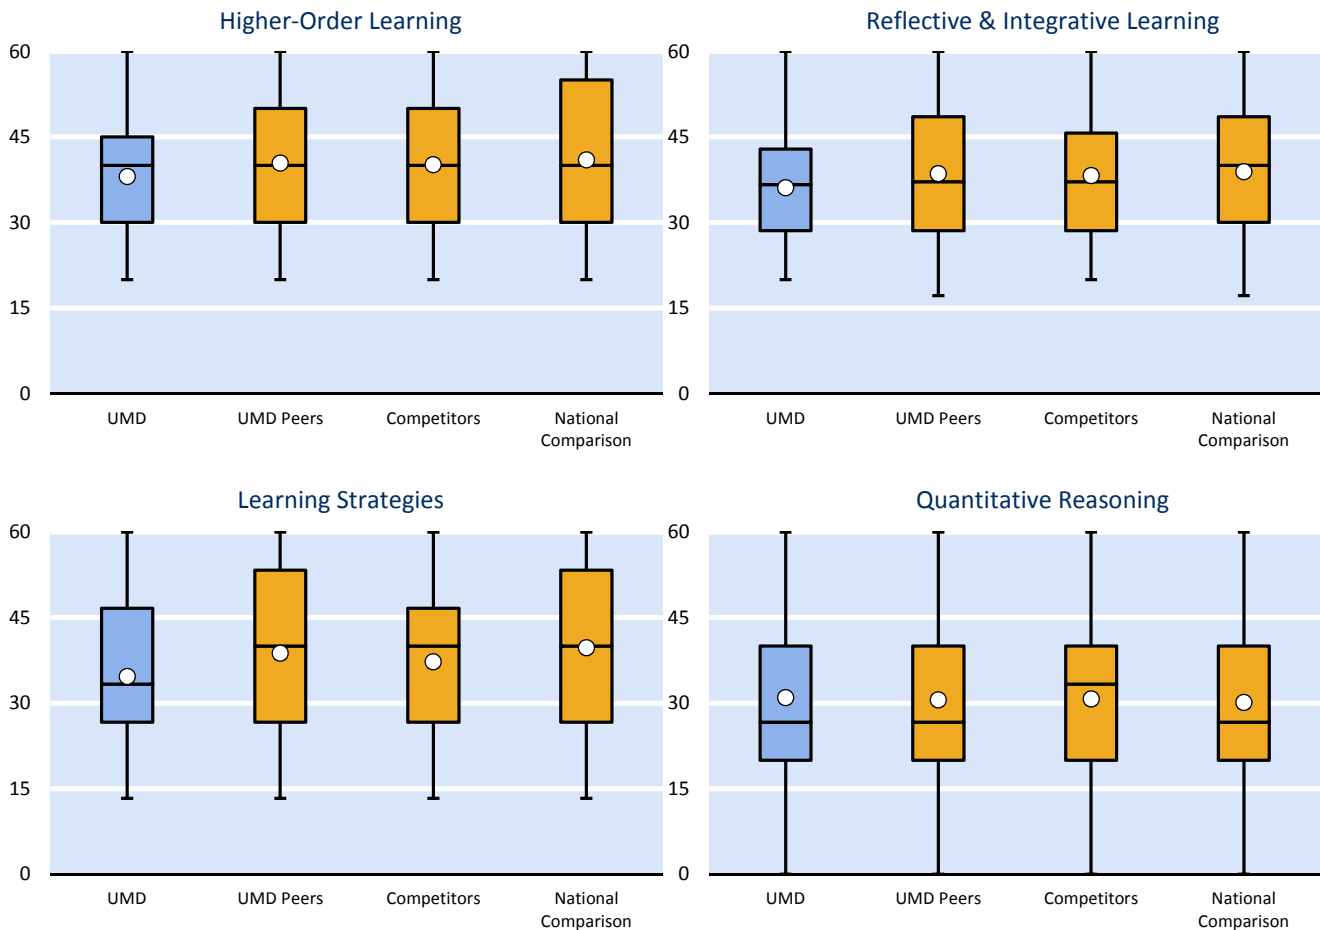 Higher-Order Learning
60
45
30
15
0
UMD
UMD Peers
Competitors
National
Comparison
Reflective & Integrative Learning
60
45
30
15
0
UMD
UMD Peers
Competitors
National
Comparison
Learning Strategies
60
45
30
15
0
UMD
UMD Peers
Competitors
National
Comparison
Quantitative Reasoning
60
45
30
15
0
UMD
UMD Peers
Competitors
National
Comparison